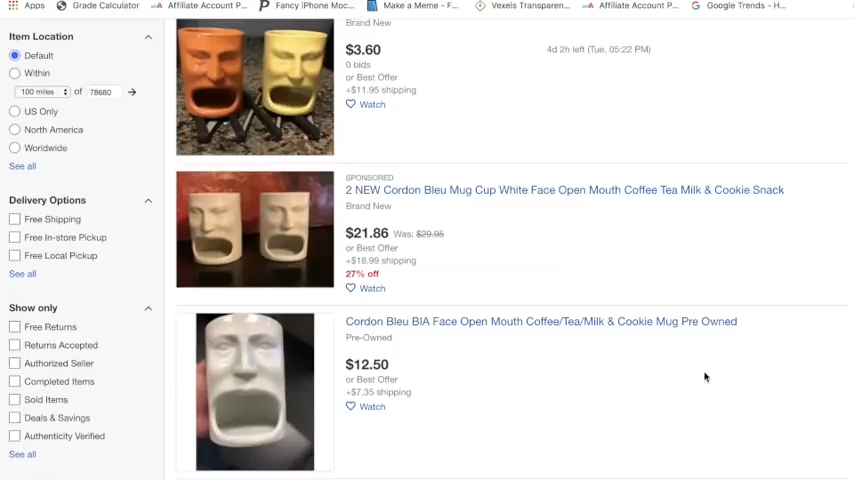 Apps Grade Calculator Affiliate Account P... Fancy iPhone Moc... Make a Meme - F... Vexels Transparen... Affiliate Account P... Google Trends - H...
Item Location
Default
Within
100 miles of 78680
US Only
North America
Worldwide
See all
Delivery Options
Free Shipping
Free In-store Pickup
Free Local Pickup
See all
Show only
Free Returns
Returns Accepted
Authorized Seller
Completed Items
Sold Items
Deals & Savings
Authenticity Verified
See all
Brand New
$3.60
4d 2h left (Tue, 05:22 PM)
0 bids
or Best Offer
+$11.95 shipping
Watch
SPONSORED
2 NEW Cordon Bleu Mug Cup White Face Open Mouth Coffee Tea Milk & Cookie Snack
Brand New
$21.86 Was: $29.95
or Best Offer
+$18.99 shipping
27% off
Watch
Cordon Bleu BIA Face Open Mouth Coffee/Tea/Milk & Cookie Mug Pre Owned
Pre-Owned
$12.50
or Best Offer
+$7.35 shipping
Watch